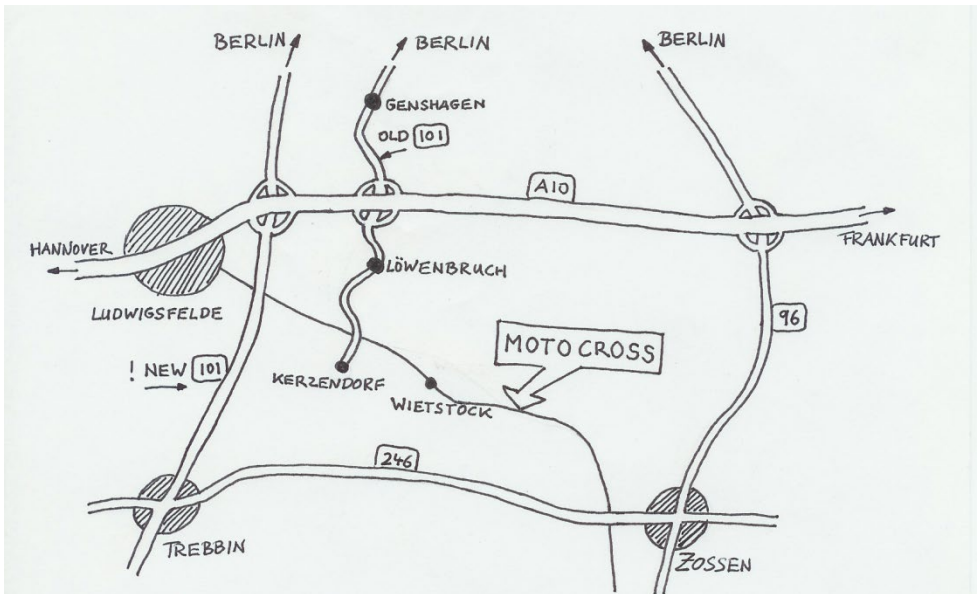 BERLIN
BERLIN
BERLIN
GENSHAGEN
OLD 101
A10
HANNOVER
FRANKFURT
LÖWENBRUCH
LUDWIGSFELDE
96
MOTO CROSS
! NEW 101
KERZENDORF
WIETSTOCK
246
TREBBIN
ZOSSEN